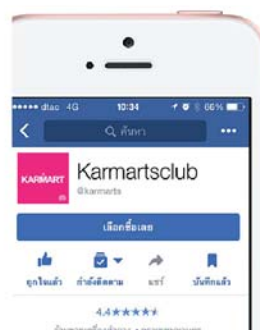 dtac 4G 10:34 66%
ค้นหา
KARMART
Karmartsclub
@karmarts
เลือกซื้อเลย
ถูกใจแล้ว กำลังติดตาม แชร์ บันทึกแล้ว
4.4★★★★★